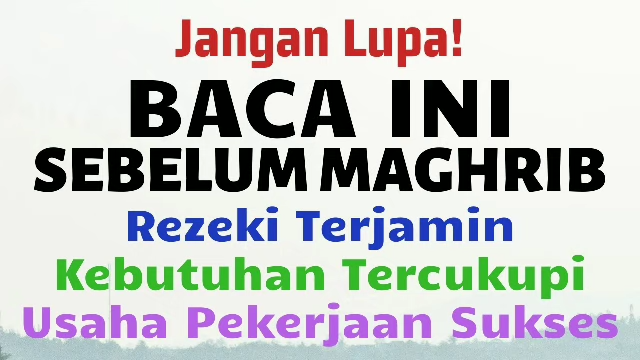 Jangan Lupa!
BACA INI
SEBELUM MAGHRIB
Rezeki Terjamin
Kebutuhan Tercukupi
Usaha Pekerjaan Sukses